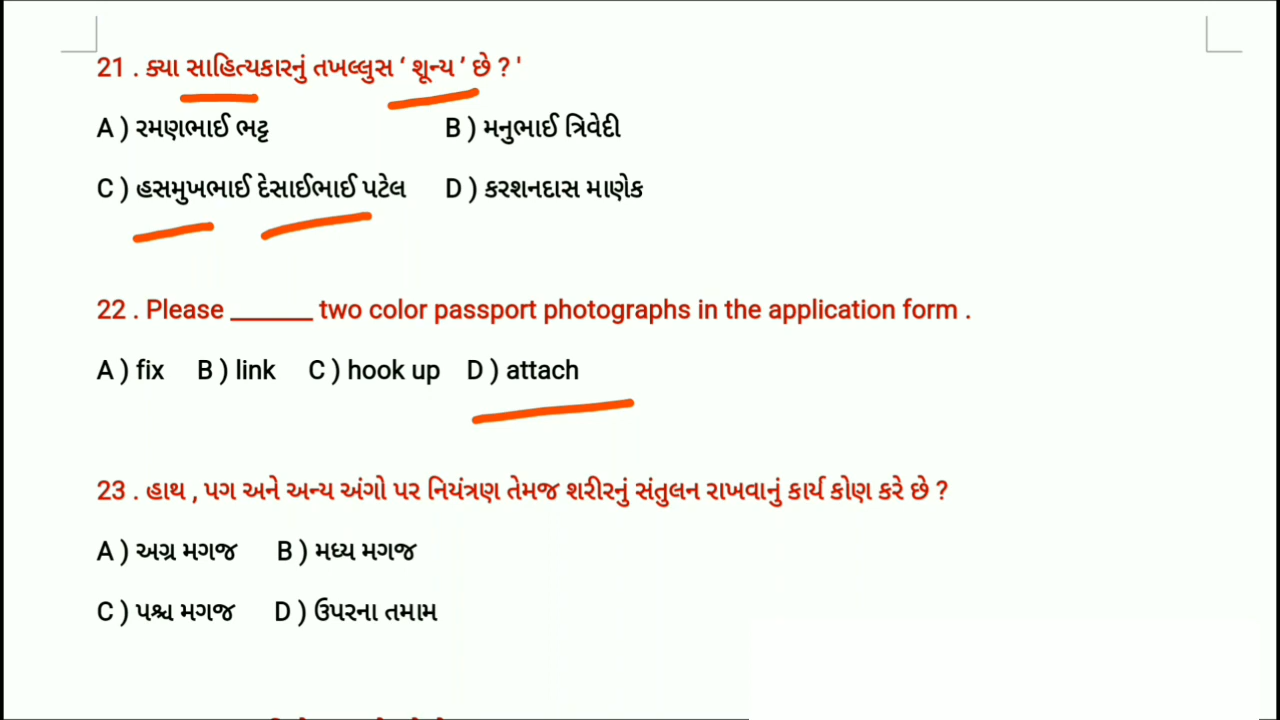 21 . ક્યા સાહિત્યકારનું તખલ્લુસ ‘ શૂન્ય ’ છે ? '
A ) રમણભાઈ ભટ્ટ B ) મનુભાઈ ત્રિવેદી
C ) હસમુખભાઈ દેસાઈભાઈ પટેલ D ) કરશનદાસ માણેક
22 . Please ______ two color passport photographs in the application form .
A ) fix B ) link C ) hook up D ) attach
23 . હાથ , પગ અને અન્ય અંગો પર નિયંત્રણ તેમજ શરીરનું સંતુલન રાખવાનું કાર્ય કોણ કરે છે ?
A ) અગ્ર મગજ B ) મધ્ય મગજ
C ) પશ્ચ મગજ D ) ઉપરના તમામ